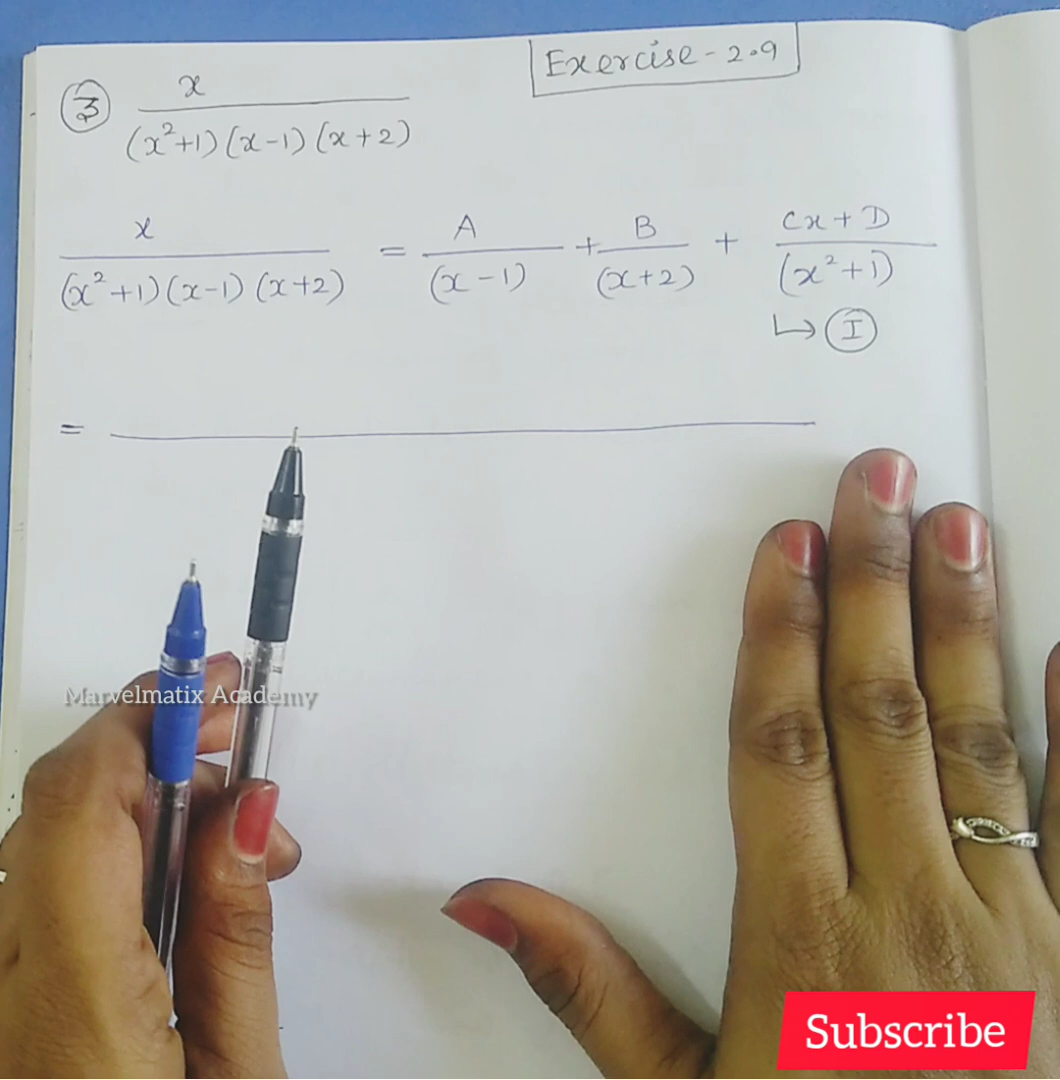 Exercise - 2.9
③ x
(x²+1)(x-1)(x+2)
x / (x²+1)(x-1)(x+2) = A / (x-1) + B / (x+2) + Cx+D / (x²+1)
↳ Ⓘ
=
Marvelmatix Academy
Subscribe